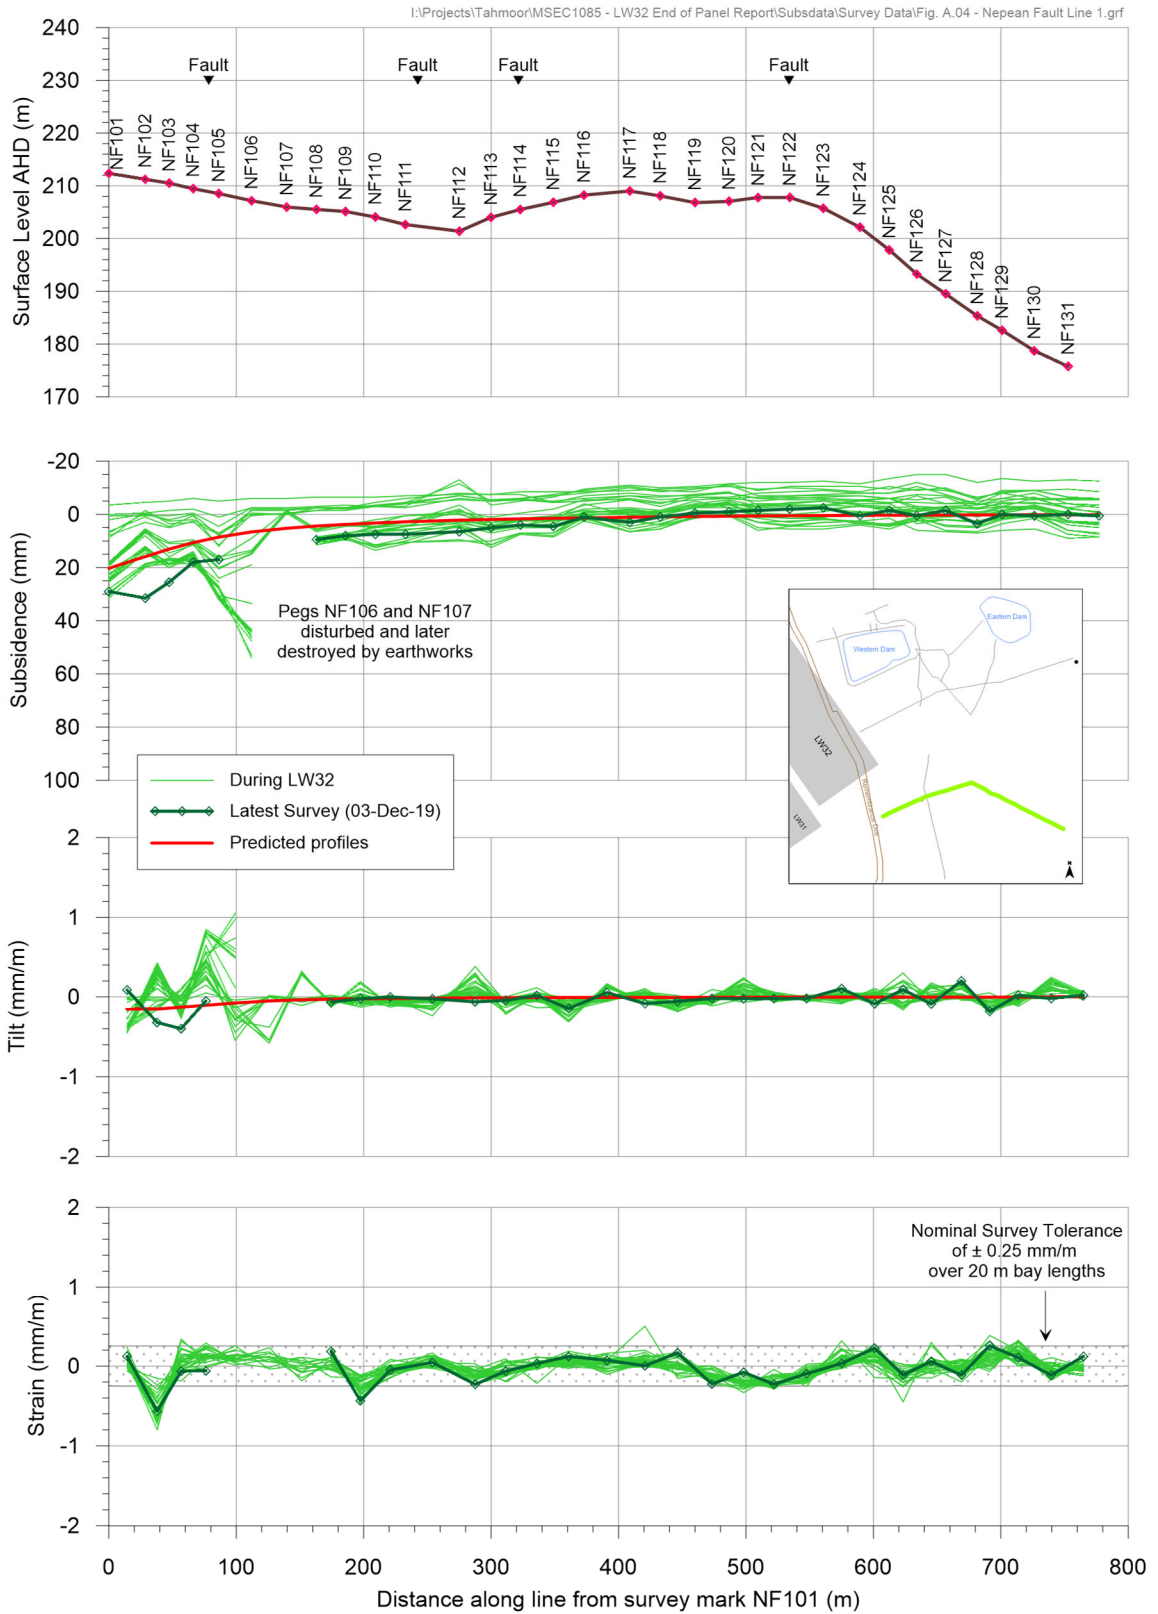 I:\Projects\Tahmoor\MSEC1085 - LW32 End of Panel Report\Subsdata\Survey Data\Fig. A.04 - Nepean Fault Line 1.grf
240
230
220
210
200
190
180
170
Surface Level AHD (m)
Fault
Fault
Fault
Fault
NF101
NF102
NF103
NF104
NF105
NF106
NF107
NF108
NF109
NF110
NF111
NF112
NF113
NF114
NF115
NF116
NF117
NF118
NF119
NF120
NF121
NF122
NF123
NF124
NF125
NF126
NF127
NF128
NF129
NF130
NF131
-20
0
20
40
60
80
100
Subsidence (mm)
Pegs NF106 and NF107
disturbed and later
destroyed by earthworks
Western Dam
Eastern Dam
LW32
LW31
Remembrance Drive
N
During LW32
Latest Survey (03-Dec-19)
Predicted profiles
2
1
0
-1
-2
Tilt (mm/m)
2
1
0
-1
-2
Strain (mm/m)
Nominal Survey Tolerance
of ± 0.25 mm/m
over 20 m bay lengths
0
100
200
300
400
500
600
700
800
Distance along line from survey mark NF101 (m)